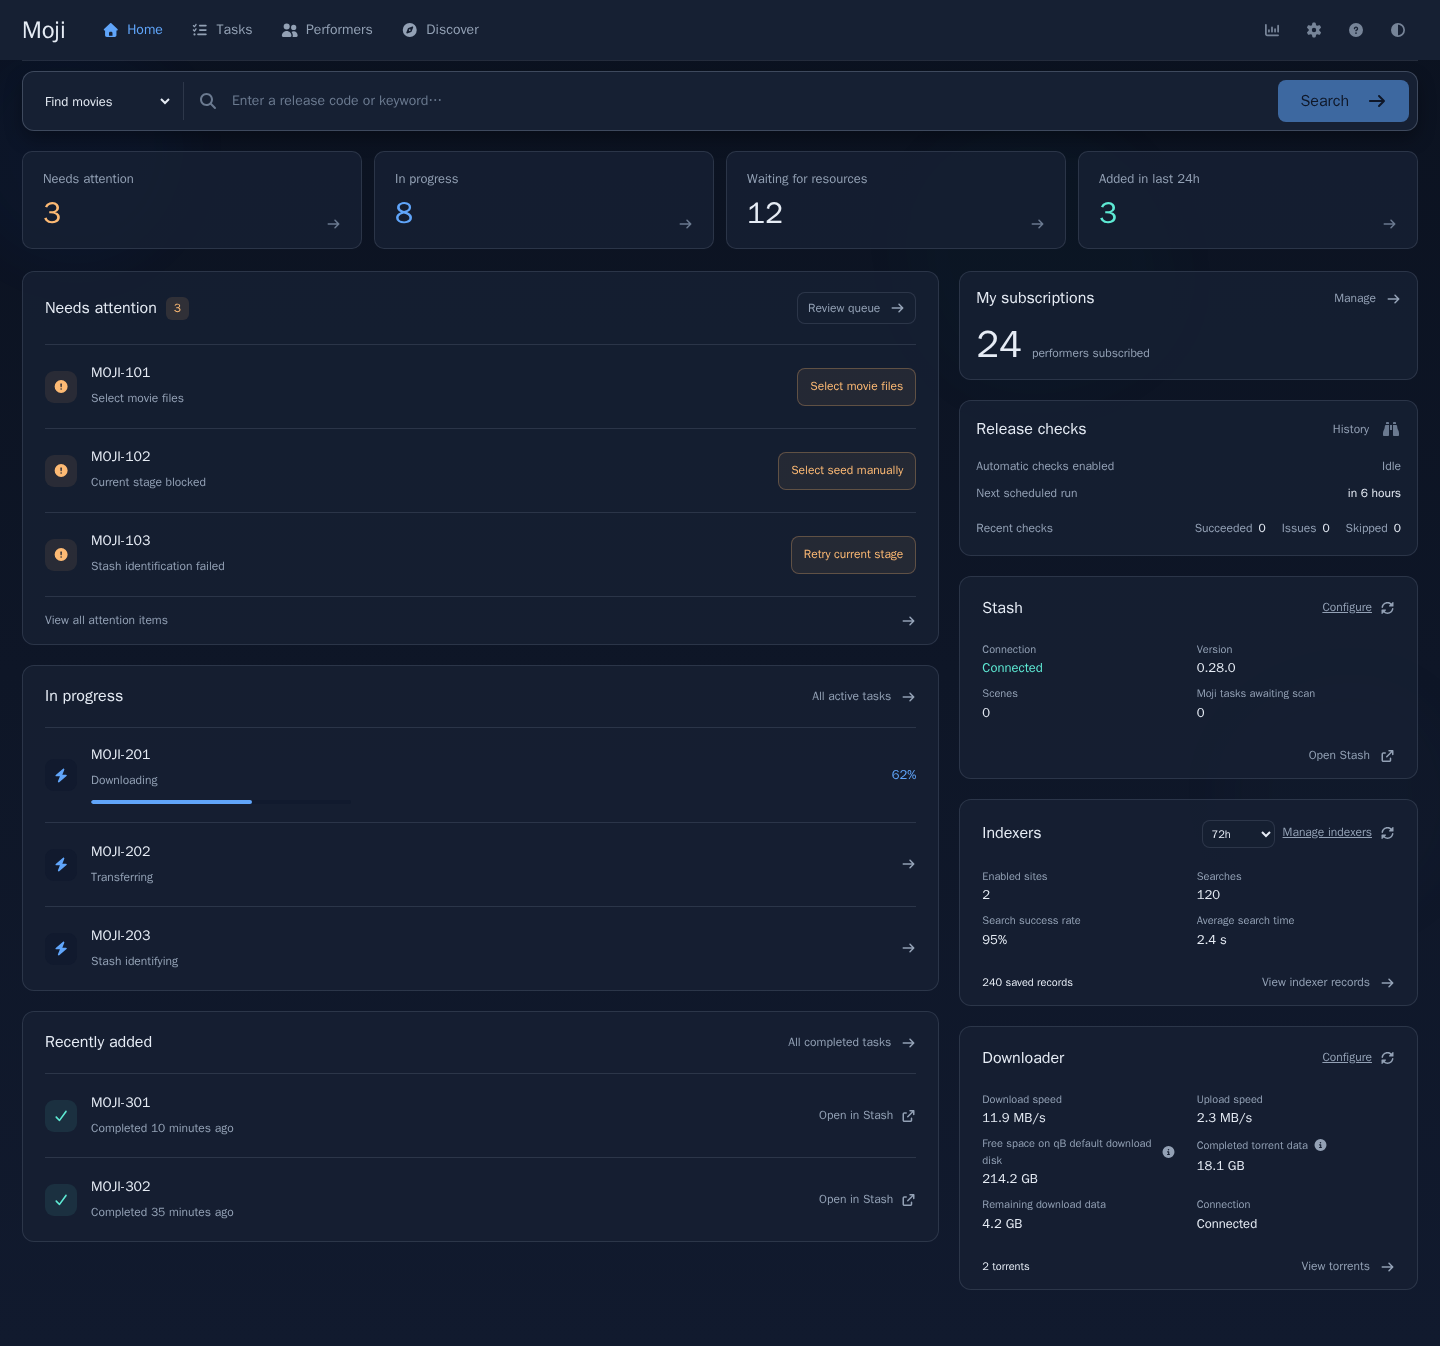 Moji
Home
Tasks
Performers
Discover
Find movies
Enter a release code or keyword···
Search
Needs attention
3
In progress
8
Waiting for resources
12
Added in last 24h
3
Needs attention 3
Review queue
MOJI-101
Select movie files
Select movie files
MOJI-102
Current stage blocked
Select seed manually
MOJI-103
Stash identification failed
Retry current stage
View all attention items
In progress
All active tasks
MOJI-201
Downloading
62%
MOJI-202
Transferring
MOJI-203
Stash identifying
Recently added
All completed tasks
MOJI-301
Completed 10 minutes ago
Open in Stash
MOJI-302
Completed 35 minutes ago
Open in Stash
My subscriptions
Manage
24 performers subscribed
Release checks
History
Automatic checks enabled
Idle
Next scheduled run
in 6 hours
Recent checks
Succeeded 0 Issues 0 Skipped 0
Stash
Configure
Connection
Connected
Version
0.28.0
Scenes
0
Moji tasks awaiting scan
0
Open Stash
Indexers
72h
Manage indexers
Enabled sites
2
Searches
120
Search success rate
95%
Average search time
2.4 s
240 saved records
View indexer records
Downloader
Configure
Download speed
11.9 MB/s
Upload speed
2.3 MB/s
Free space on qB default download
disk
214.2 GB
Completed torrent data
18.1 GB
Remaining download data
4.2 GB
Connection
Connected
2 torrents
View torrents